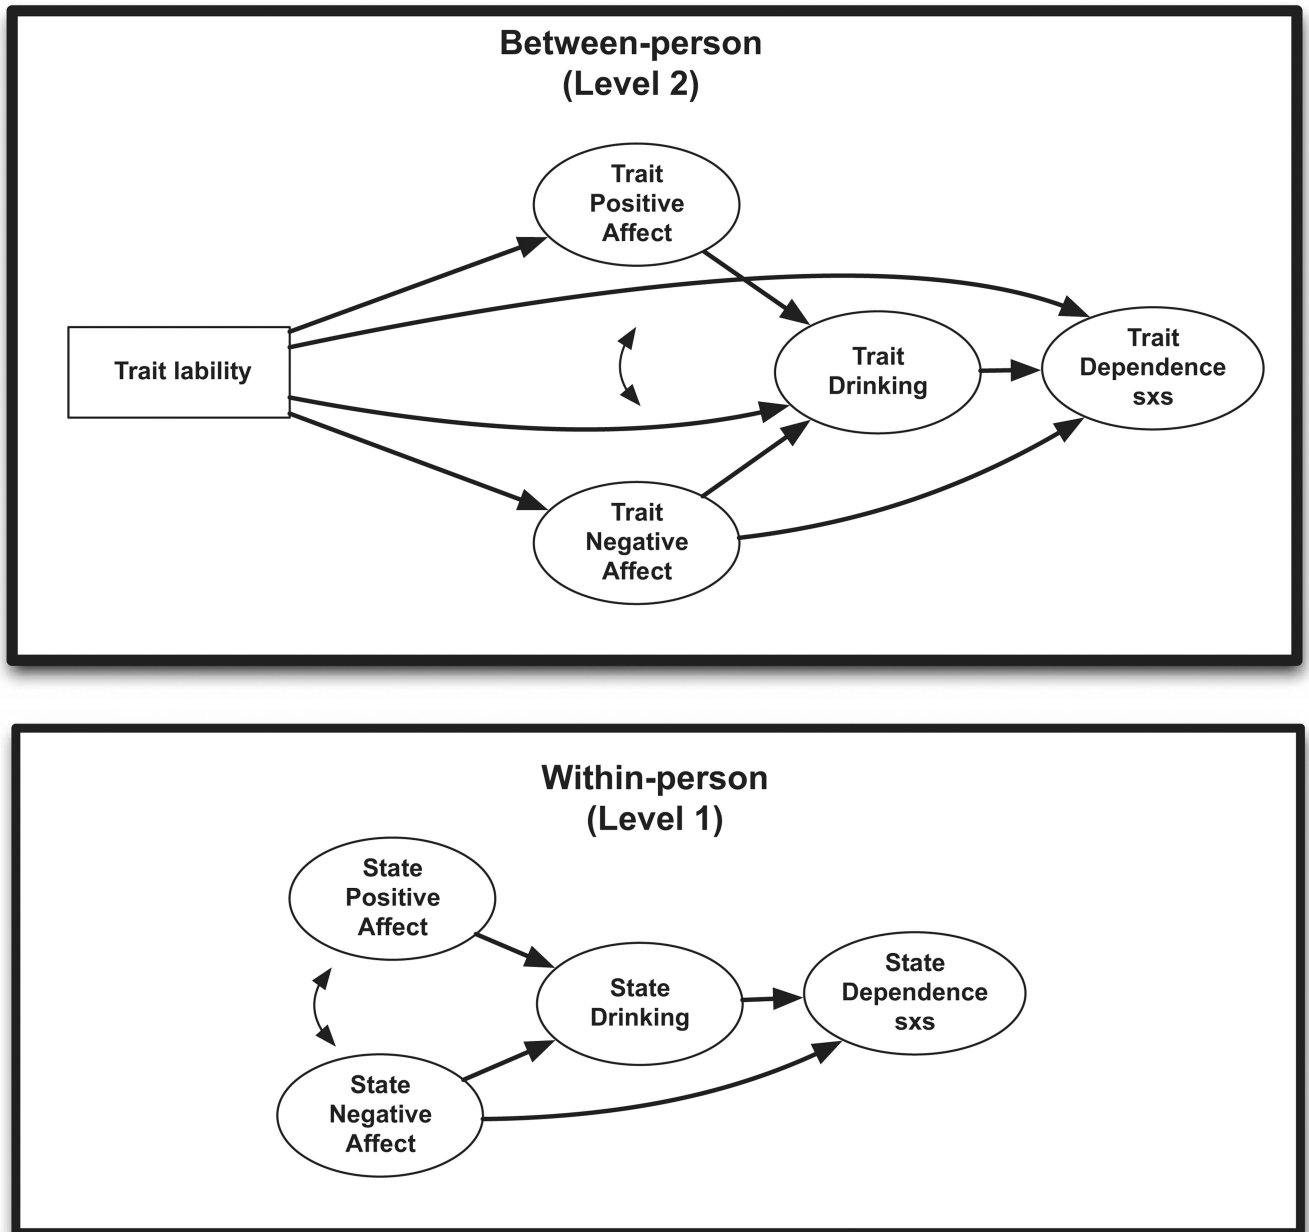 Between-person
(Level 2)
Trait
Positive
Affect
Trait lability
Trait
Drinking
Trait
Dependence
sxs
Trait
Negative
Affect
Within-person
(Level 1)
State
Positive
Affect
State
Drinking
State
Dependence
sxs
State
Negative
Affect